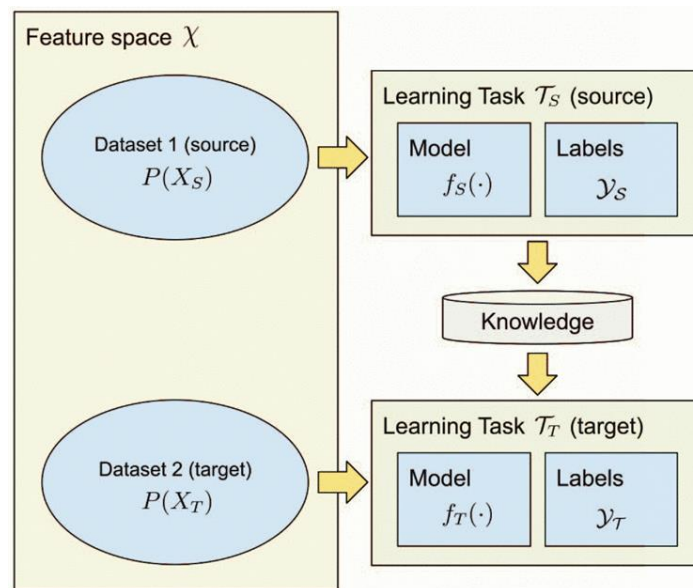 Feature space χ
Dataset 1 (source)
P(X_S)
Learning Task 𝒯_S (source)
Model
f_S(·)
Labels
𝒴_𝒮
Knowledge
Dataset 2 (target)
P(X_T)
Learning Task 𝒯_T (target)
Model
f_T(·)
Labels
𝒴_𝒯